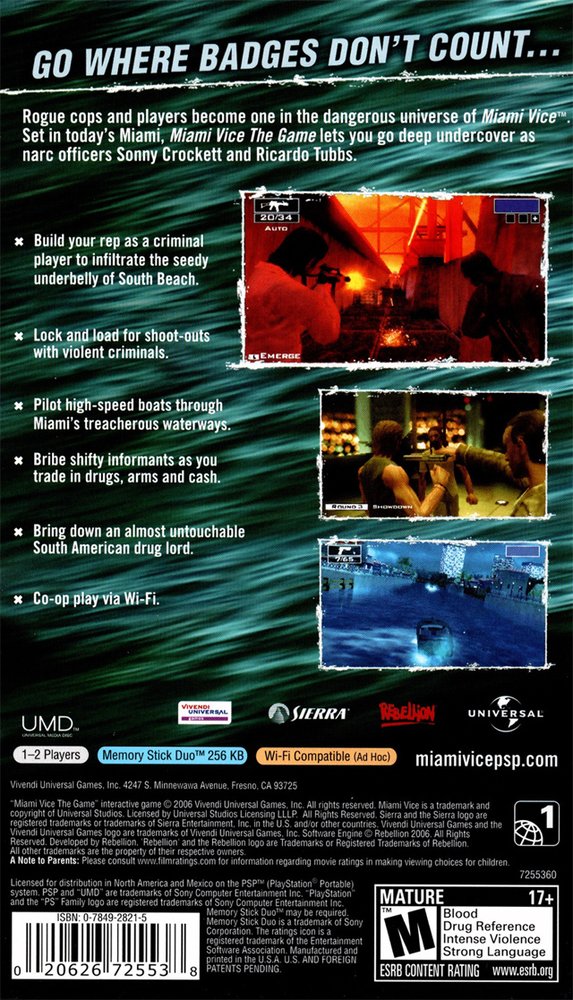 GO WHERE BADGES DON'T COUNT...
Rogue cops and players become one in the dangerous universe of Miami Vice™.
Set in today's Miami, Miami Vice The Game lets you go deep undercover as
narc officers Sonny Crockett and Ricardo Tubbs.
20/34
AUTO
EMERGE
× Build your rep as a criminal
player to infiltrate the seedy
underbelly of South Beach.
× Lock and load for shoot-outs
with violent criminals.
× Pilot high-speed boats through
Miami's treacherous waterways.
× Bribe shifty informants as you
trade in drugs, arms and cash.
ROUND 3 SHOWDOWN
× Bring down an almost untouchable
South American drug lord.
7/65
× Co-op play via Wi-Fi.
UMD™
UNIVERSAL MEDIA DISC
VIVENDI
UNIVERSAL
games
SIERRA
REBELLION
UNIVERSAL
1–2 Players
Memory Stick Duo™ 256 KB
Wi-Fi Compatible (Ad Hoc)
miamivicepsp.com
Vivendi Universal Games, Inc. 4247 S. Minnewawa Avenue, Fresno, CA 93725
"Miami Vice The Game" interactive game © 2006 Vivendi Universal Games, Inc. All rights reserved. Miami Vice is a trademark and
copyright of Universal Studios. Licensed by Universal Studios Licensing LLLP. All Rights Reserved. Sierra and the Sierra logo are
registered trademarks or trademarks of Sierra Entertainment, Inc. in the U.S. and/or other countries. Vivendi Universal Games and the
Vivendi Universal Games logo are trademarks of Vivendi Universal Games, Inc. Software Engine © Rebellion 2006. All Rights
Reserved. Developed by Rebellion. 'Rebellion' and the Rebellion logo are Trademarks or Registered Trademarks of Rebellion.
All other trademarks are the property of their respective owners.
A Note to Parents: Please consult www.filmratings.com for information regarding movie ratings in making viewing choices for children.
1
7255360
Licensed for distribution in North America and Mexico on the PSP™ (PlayStation® Portable)
system. PSP and "UMD" are trademarks of Sony Computer Entertainment Inc. "PlayStation"
and the "PS" Family logo are registered trademarks of Sony Computer Entertainment Inc.
Memory Stick Duo™ may be required.
Memory Stick Duo is a trademark of Sony
Corporation. The ratings icon is a
registered trademark of the Entertainment
Software Association. Manufactured and
printed in the U.S.A. U.S. AND FOREIGN
PATENTS PENDING.
ISBN: 0-7849-2821-5
0 20626 72553 8
MATURE 17+
M™
Blood
Drug Reference
Intense Violence
Strong Language
ESRB CONTENT RATING www.esrb.org